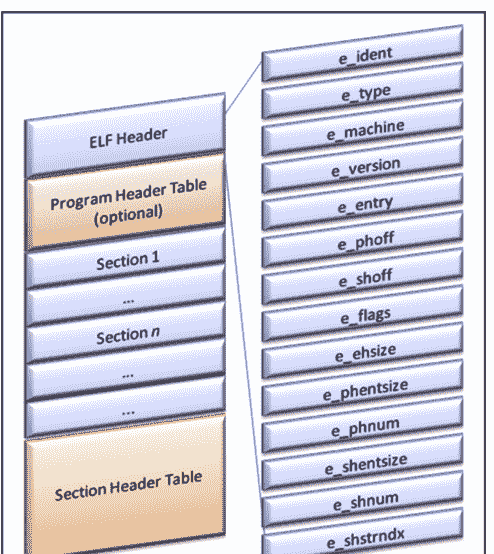 ELF Header
Program Header Table
(optional)
Section 1
...
Section n
...
...
Section Header Table
e_ident
e_type
e_machine
e_version
e_entry
e_phoff
e_shoff
e_flags
e_ehsize
e_phentsize
e_phnum
e_shentsize
e_shnum
e_shstrndx